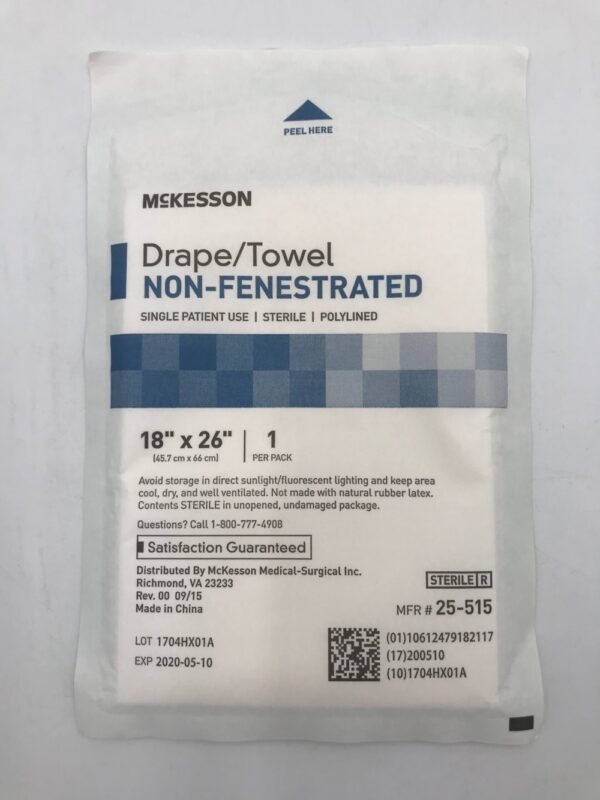 PEEL HERE
McKESSON
Drape/Towel
NON-FENESTRATED
SINGLE PATIENT USE | STERILE | POLYLINED
18" x 26" | 1
(45.7 cm x 66 cm) PER PACK
Avoid storage in direct sunlight/fluorescent lighting and keep area
cool, dry, and well ventilated. Not made with natural rubber latex.
Contents STERILE in unopened, undamaged package.
Questions? Call 1-800-777-4908
Satisfaction Guaranteed
Distributed By McKesson Medical-Surgical Inc.
Richmond, VA 23233
Rev. 00 09/15
Made in China
STERILE R
MFR # 25-515
LOT 1704HX01A
EXP 2020-05-10
(01)10612479182117
(17)200510
(10)1704HX01A